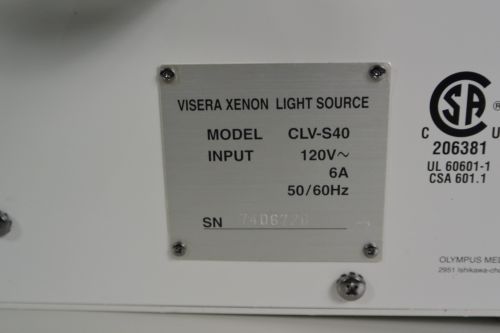 VISERA XENON LIGHT SOURCE
MODEL CLV-S40
INPUT 120V~
6A
50/60Hz
SN
CSA
®
C U
206381
UL 60601-1
CSA 601.1
OLYMPUS MED
2951 Ishikawa-ch